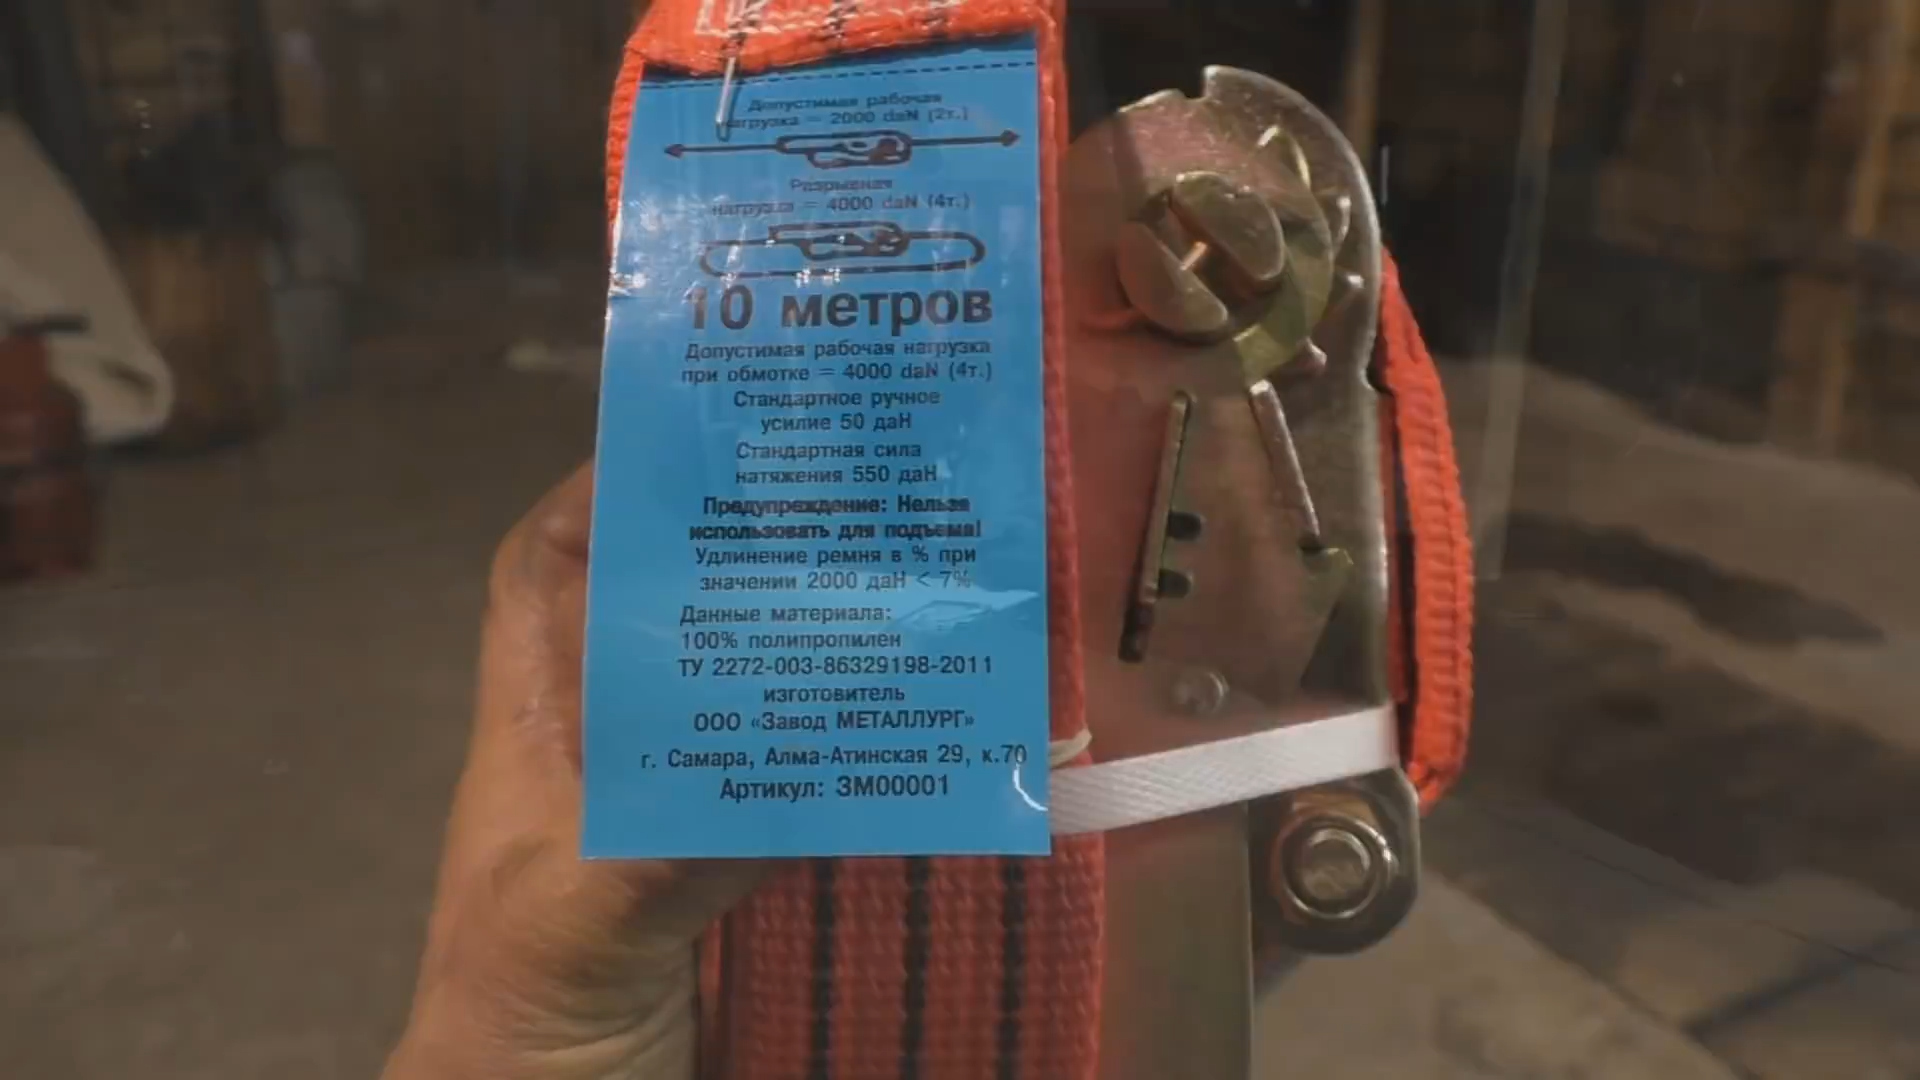 Допустимая рабочая
нагрузка = 2000 daN (2т.)
Разрывная
нагрузка = 4000 daN (4т.)
10 метров
Допустимая рабочая нагрузка
при обмотке = 4000 daN (4т.)
Стандартное ручное
усилие 50 даН
Стандартная сила
натяжения 550 даН
Предупреждение: Нельзя
использовать для подъема!
Удлинение ремня в % при
значении 2000 даН < 7%
Данные материала:
100% полипропилен
ТУ 2272-003-86329198-2011
изготовитель
ООО «Завод МЕТАЛЛУРГ»
г. Самара, Алма-Атинская 29, к.70
Артикул: ЗМ00001